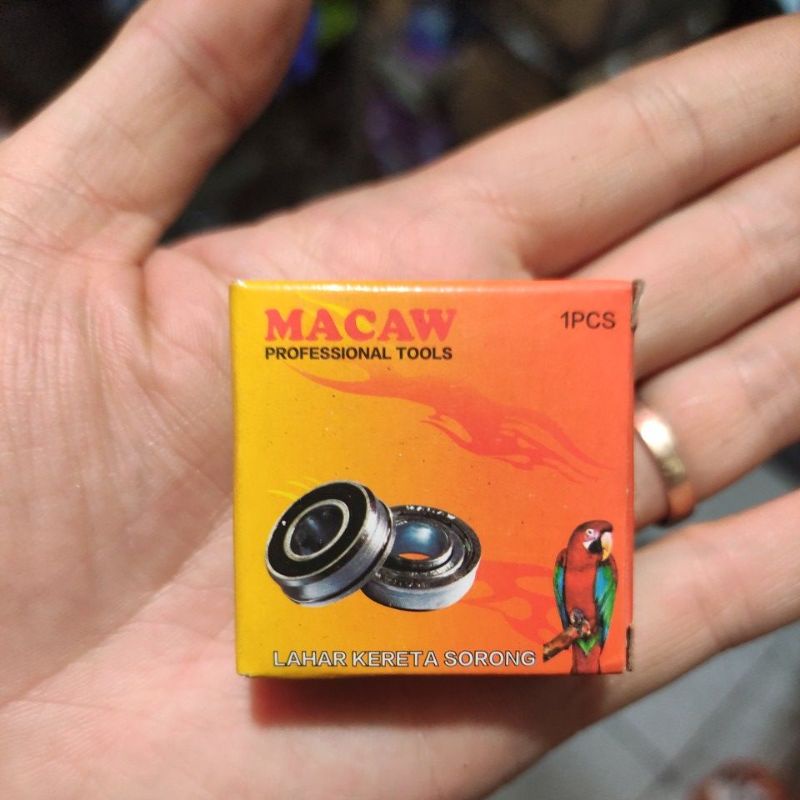 MACAW
PROFESSIONAL TOOLS
1PCS
LAHAR KERETA SORONG